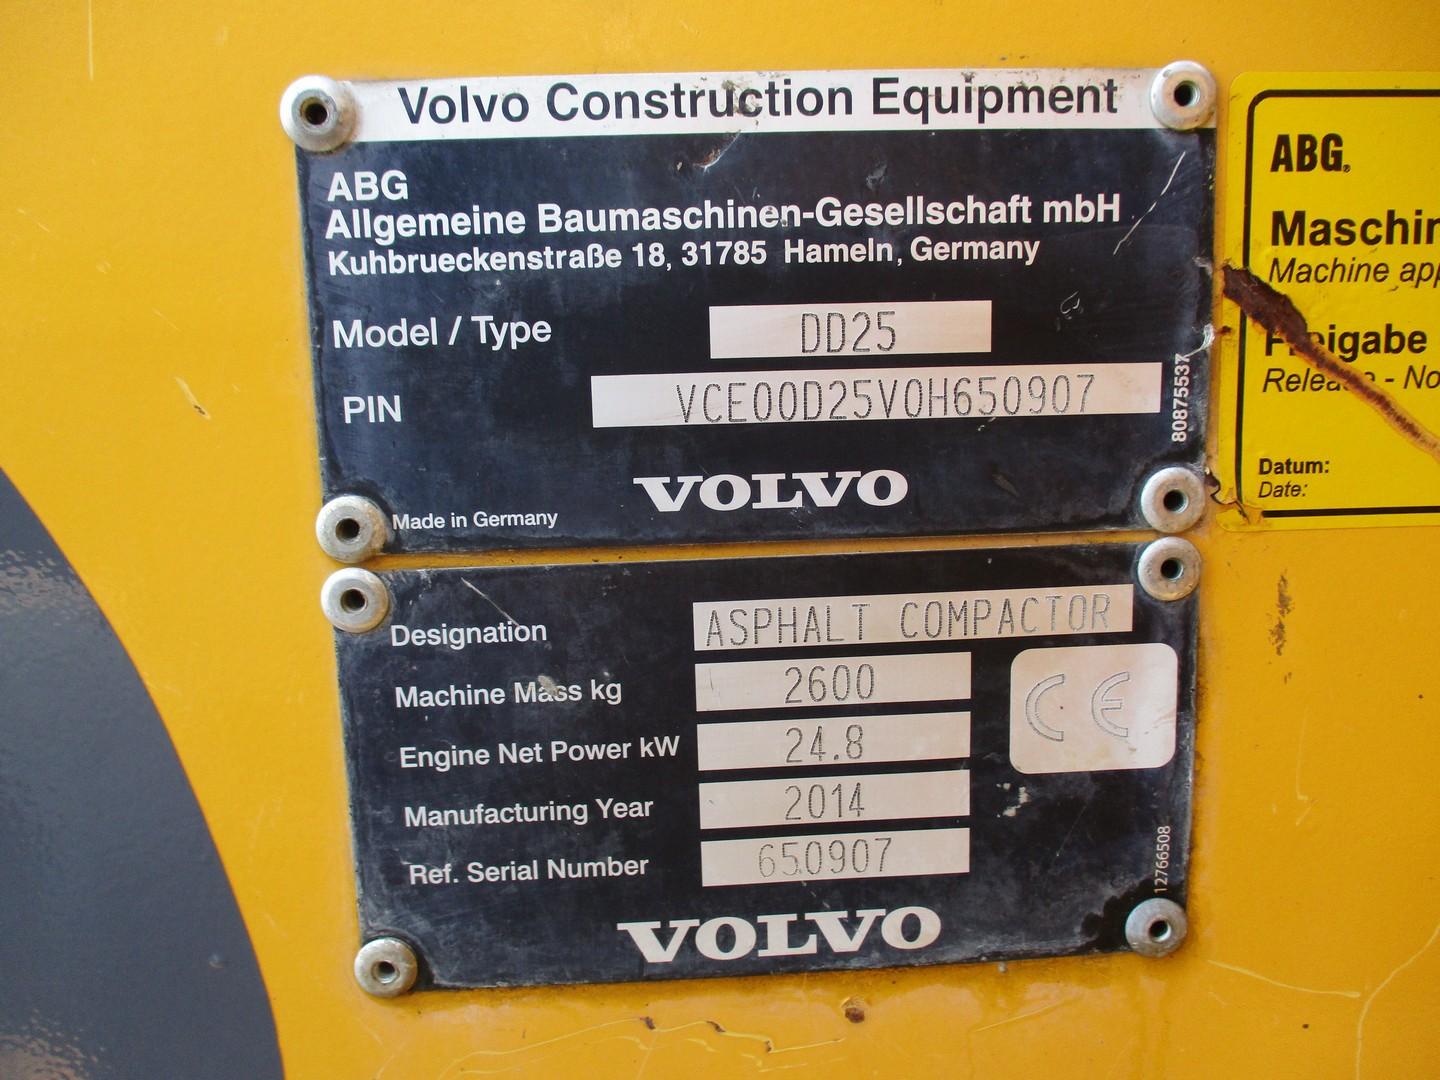 Volvo Construction Equipment
ABG
Allgemeine Baumaschinen-Gesellschaft mbH
Kuhbrueckenstraße 18, 31785 Hameln, Germany
Model / Type DD25
PIN VCE00D25V0H650907
80875537
VOLVO
Made in Germany
Designation ASPHALT COMPACTOR
Machine Mass kg 2600
CE
Engine Net Power kW 24.8
Manufacturing Year 2014
Ref. Serial Number 650907
12766508
VOLVO
ABG®
Machine
Datum:
Date: